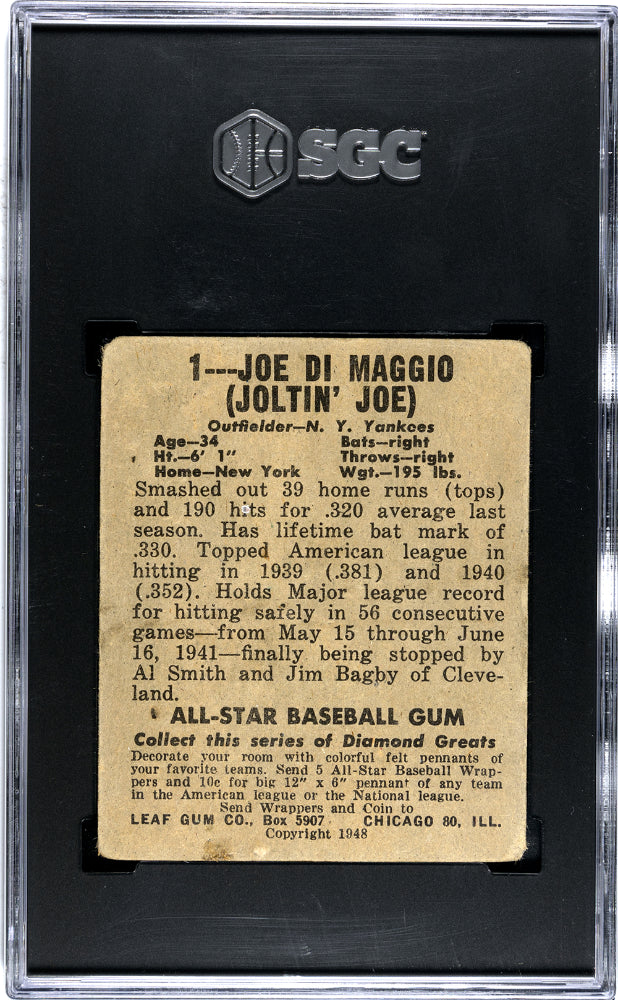 SGC
1---JOE DI MAGGIO
(JOLTIN' JOE)
Outfielder—N. Y. Yankees
Age—34 Bats—right
Ht.—6' 1" Throws—right
Home—New York Wgt.—195 lbs.
Smashed out 39 home runs (tops)
and 190 hits for .320 average last
season. Has lifetime bat mark of
.330. Topped American league in
hitting in 1939 (.381) and 1940
(.352). Holds Major league record
for hitting safely in 56 consecutive
games—from May 15 through June
16, 1941—finally being stopped by
Al Smith and Jim Bagby of Cleve-
land.
ALL-STAR BASEBALL GUM
Collect this series of Diamond Greats
Decorate your room with colorful felt pennants of
your favorite teams. Send 5 All-Star Baseball Wrap-
pers and 10c for big 12" x 6" pennant of any team
in the American league or the National league.
Send Wrappers and Coin to
LEAF GUM CO., Box 5907 CHICAGO 80, ILL.
Copyright 1948